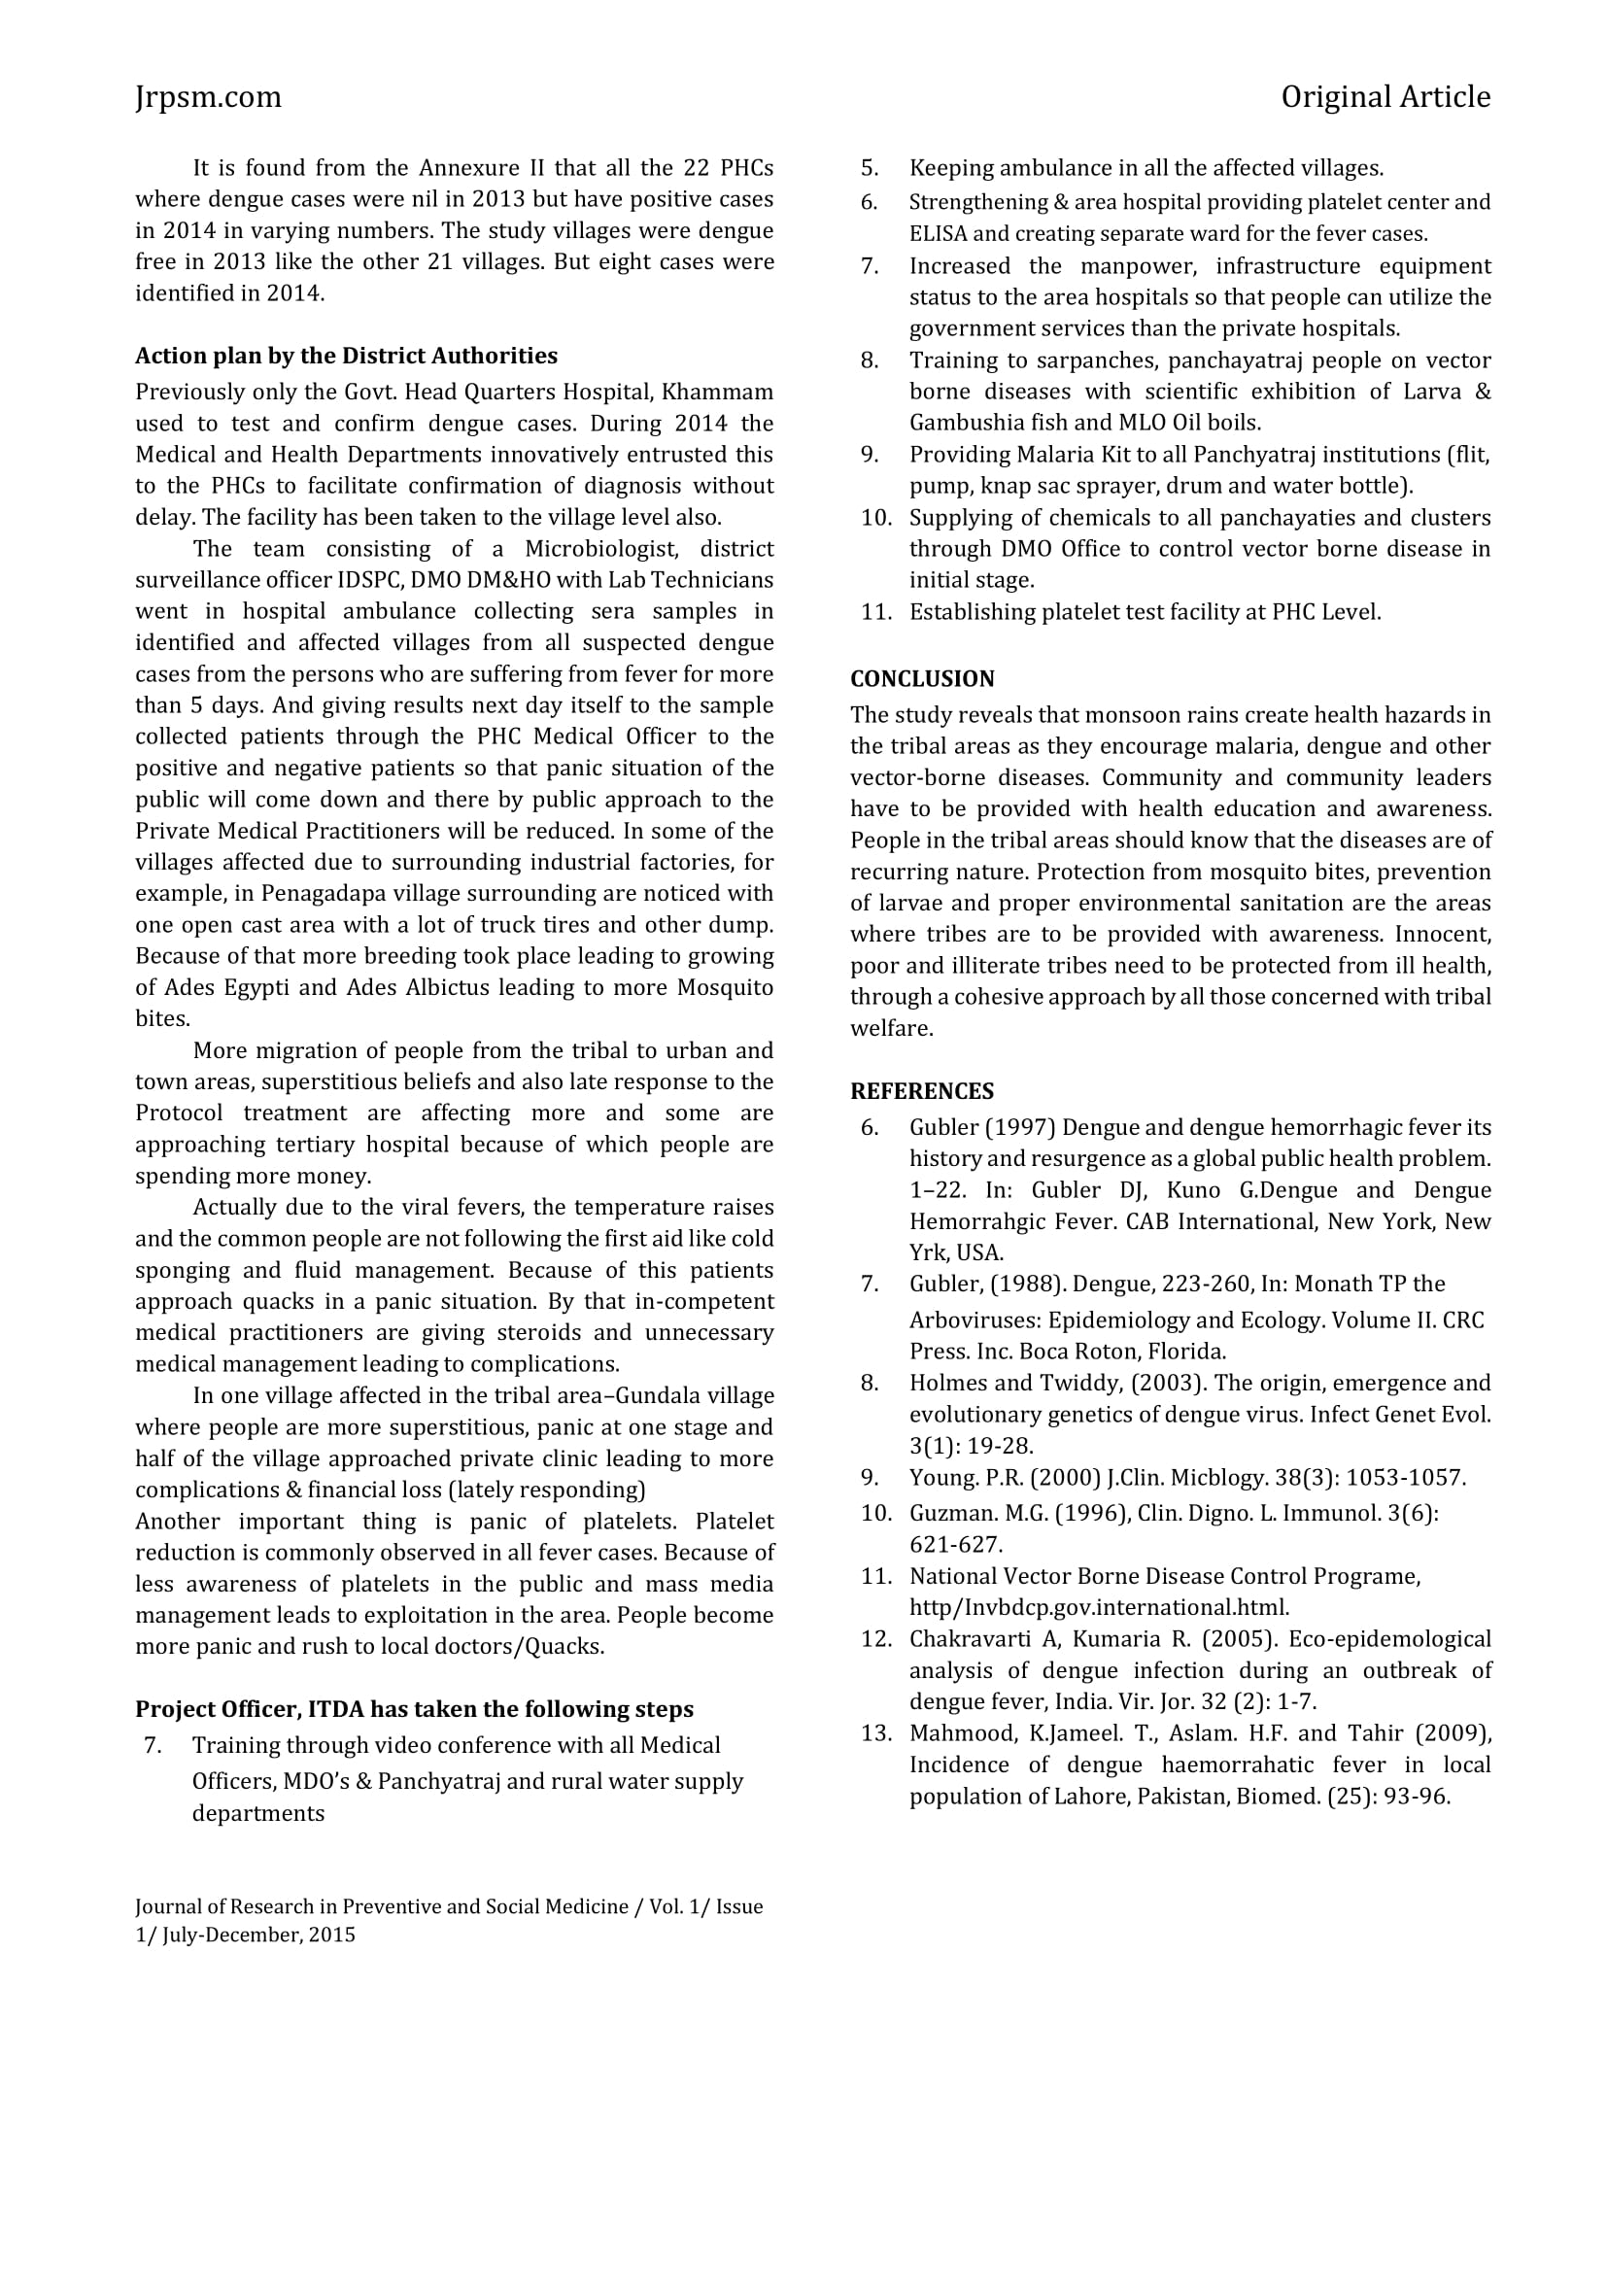 Jrpsm.com
Original Article
It is found from the Annexure II that all the 22 PHCs
where dengue cases were nil in 2013 but have positive cases
in 2014 in varying numbers. The study villages were dengue
free in 2013 like the other 21 villages. But eight cases were
identified in 2014.
Action plan by the District Authorities
Previously only the Govt. Head Quarters Hospital, Khammam
used to test and confirm dengue cases. During 2014 the
Medical and Health Departments innovatively entrusted this
to the PHCs to facilitate confirmation of diagnosis without
delay. The facility has been taken to the village level also.
The team consisting of a Microbiologist, district
surveillance officer IDSPC, DMO DM&HO with Lab Technicians
went in hospital ambulance collecting sera samples in
identified and affected villages from all suspected dengue
cases from the persons who are suffering from fever for more
than 5 days. And giving results next day itself to the sample
collected patients through the PHC Medical Officer to the
positive and negative patients so that panic situation of the
public will come down and there by public approach to the
Private Medical Practitioners will be reduced. In some of the
villages affected due to surrounding industrial factories, for
example, in Penagadapa village surrounding are noticed with
one open cast area with a lot of truck tires and other dump.
Because of that more breeding took place leading to growing
of Ades Egypti and Ades Albictus leading to more Mosquito
bites.
More migration of people from the tribal to urban and
town areas, superstitious beliefs and also late response to the
Protocol treatment are affecting more and some are
approaching tertiary hospital because of which people are
spending more money.
Actually due to the viral fevers, the temperature raises
and the common people are not following the first aid like cold
sponging and fluid management. Because of this patients
approach quacks in a panic situation. By that in-competent
medical practitioners are giving steroids and unnecessary
medical management leading to complications.
In one village affected in the tribal area–Gundala village
where people are more superstitious, panic at one stage and
half of the village approached private clinic leading to more
complications & financial loss (lately responding)
Another important thing is panic of platelets. Platelet
reduction is commonly observed in all fever cases. Because of
less awareness of platelets in the public and mass media
management leads to exploitation in the area. People become
more panic and rush to local doctors/Quacks.
Project Officer, ITDA has taken the following steps
7. Training through video conference with all Medical
Officers, MDO’s & Panchyatraj and rural water supply
departments
5. Keeping ambulance in all the affected villages.
6. Strengthening & area hospital providing platelet center and
ELISA and creating separate ward for the fever cases.
7. Increased the manpower, infrastructure equipment
status to the area hospitals so that people can utilize the
government services than the private hospitals.
8. Training to sarpanches, panchayatraj people on vector
borne diseases with scientific exhibition of Larva &
Gambushia fish and MLO Oil boils.
9. Providing Malaria Kit to all Panchyatraj institutions (flit,
pump, knap sac sprayer, drum and water bottle).
10. Supplying of chemicals to all panchayaties and clusters
through DMO Office to control vector borne disease in
initial stage.
11. Establishing platelet test facility at PHC Level.
CONCLUSION
The study reveals that monsoon rains create health hazards in
the tribal areas as they encourage malaria, dengue and other
vector-borne diseases. Community and community leaders
have to be provided with health education and awareness.
People in the tribal areas should know that the diseases are of
recurring nature. Protection from mosquito bites, prevention
of larvae and proper environmental sanitation are the areas
where tribes are to be provided with awareness. Innocent,
poor and illiterate tribes need to be protected from ill health,
through a cohesive approach by all those concerned with tribal
welfare.
REFERENCES
6. Gubler (1997) Dengue and dengue hemorrhagic fever its
history and resurgence as a global public health problem.
1–22. In: Gubler DJ, Kuno G.Dengue and Dengue
Hemorrahgic Fever. CAB International, New York, New
Yrk, USA.
7. Gubler, (1988). Dengue, 223-260, In: Monath TP the
Arboviruses: Epidemiology and Ecology. Volume II. CRC
Press. Inc. Boca Roton, Florida.
8. Holmes and Twiddy, (2003). The origin, emergence and
evolutionary genetics of dengue virus. Infect Genet Evol.
3(1): 19-28.
9. Young. P.R. (2000) J.Clin. Micblogy. 38(3): 1053-1057.
10. Guzman. M.G. (1996), Clin. Digno. L. Immunol. 3(6):
621-627.
11. National Vector Borne Disease Control Programe,
http/Invbdcp.gov.international.html.
12. Chakravarti A, Kumaria R. (2005). Eco-epidemological
analysis of dengue infection during an outbreak of
dengue fever, India. Vir. Jor. 32 (2): 1-7.
13. Mahmood, K.Jameel. T., Aslam. H.F. and Tahir (2009),
Incidence of dengue haemorrahatic fever in local
population of Lahore, Pakistan, Biomed. (25): 93-96.
Journal of Research in Preventive and Social Medicine / Vol. 1/ Issue
1/ July-December, 2015